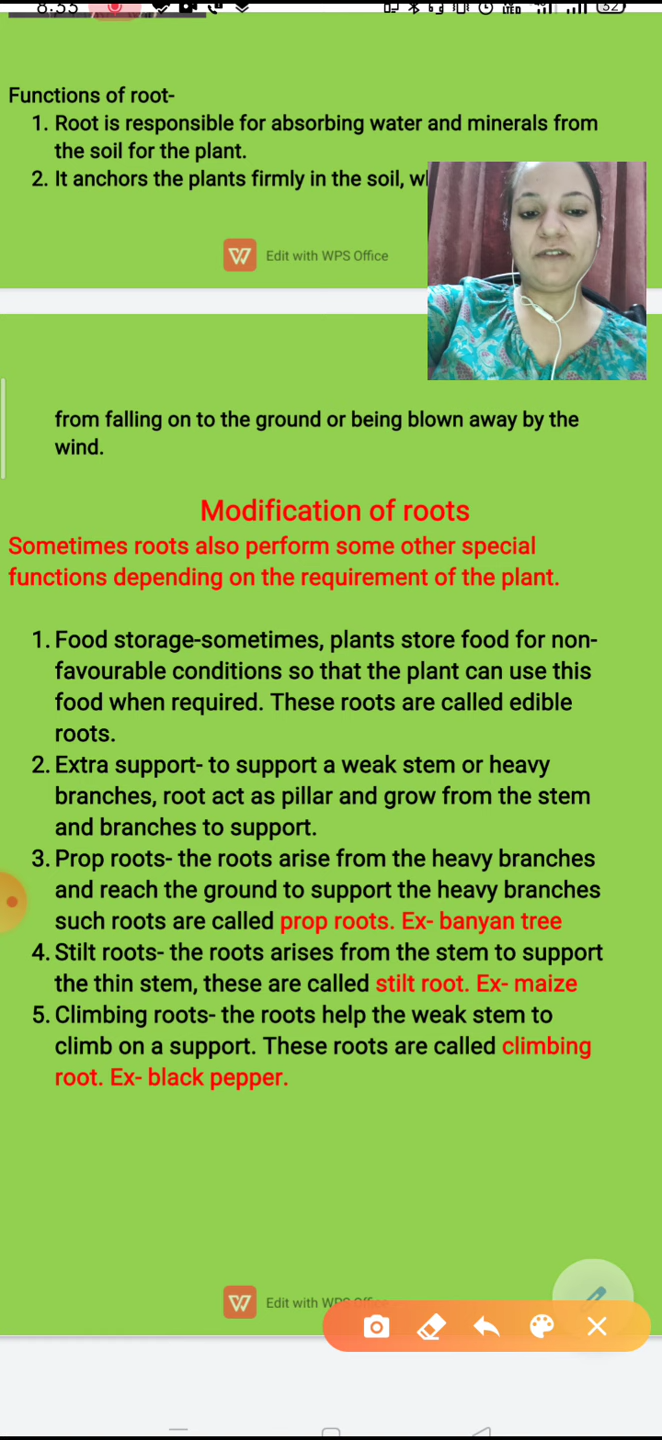 8:55
Functions of root-
1. Root is responsible for absorbing water and minerals from
the soil for the plant.
2. It anchors the plants firmly in the soil,
Edit with WPS Office
from falling on to the ground or being blown away by the
wind.
Modification of roots
Sometimes roots also perform some other special
functions depending on the requirement of the plant.
1. Food storage-sometimes, plants store food for non-
favourable conditions so that the plant can use this
food when required. These roots are called edible
roots.
2. Extra support- to support a weak stem or heavy
branches, root act as pillar and grow from the stem
and branches to support.
3. Prop roots- the roots arise from the heavy branches
and reach the ground to support the heavy branches
such roots are called prop roots. Ex- banyan tree
4. Stilt roots- the roots arises from the stem to support
the thin stem, these are called stilt root. Ex- maize
5. Climbing roots- the roots help the weak stem to
climb on a support. These roots are called climbing
root. Ex- black pepper.
Edit with WPS Office